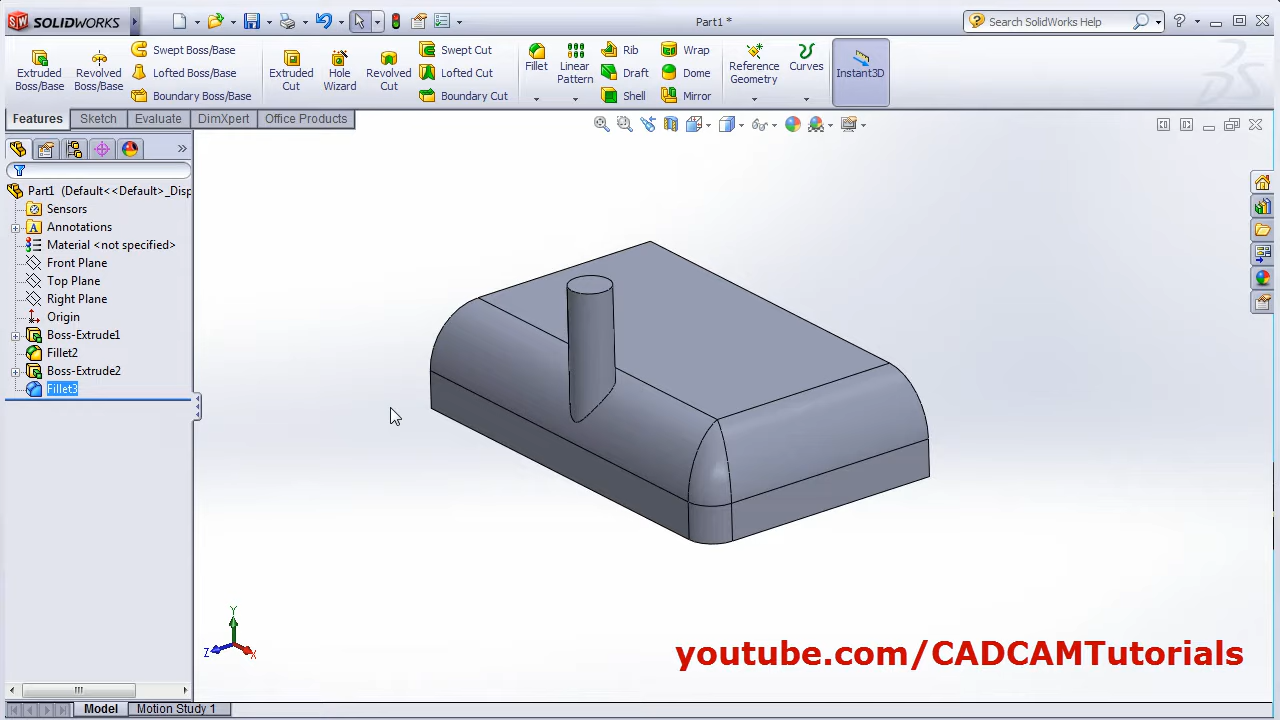 SOLIDWORKS
Part1 *
Search SolidWorks Help
Extruded Boss/Base
Revolved Boss/Base
Swept Boss/Base
Lofted Boss/Base
Boundary Boss/Base
Extruded Cut
Hole Wizard
Revolved Cut
Swept Cut
Lofted Cut
Boundary Cut
Fillet
Linear Pattern
Rib
Draft
Shell
Wrap
Dome
Mirror
Reference Geometry
Curves
Instant3D
Features
Sketch
Evaluate
DimXpert
Office Products
Part1 (Default<<Default>_Disp
Sensors
Annotations
Material <not specified>
Front Plane
Top Plane
Right Plane
Origin
Boss-Extrude1
Fillet2
Boss-Extrude2
Fillet3
Y
Z
X
youtube.com/CADCAMTutorials
Model
Motion Study 1